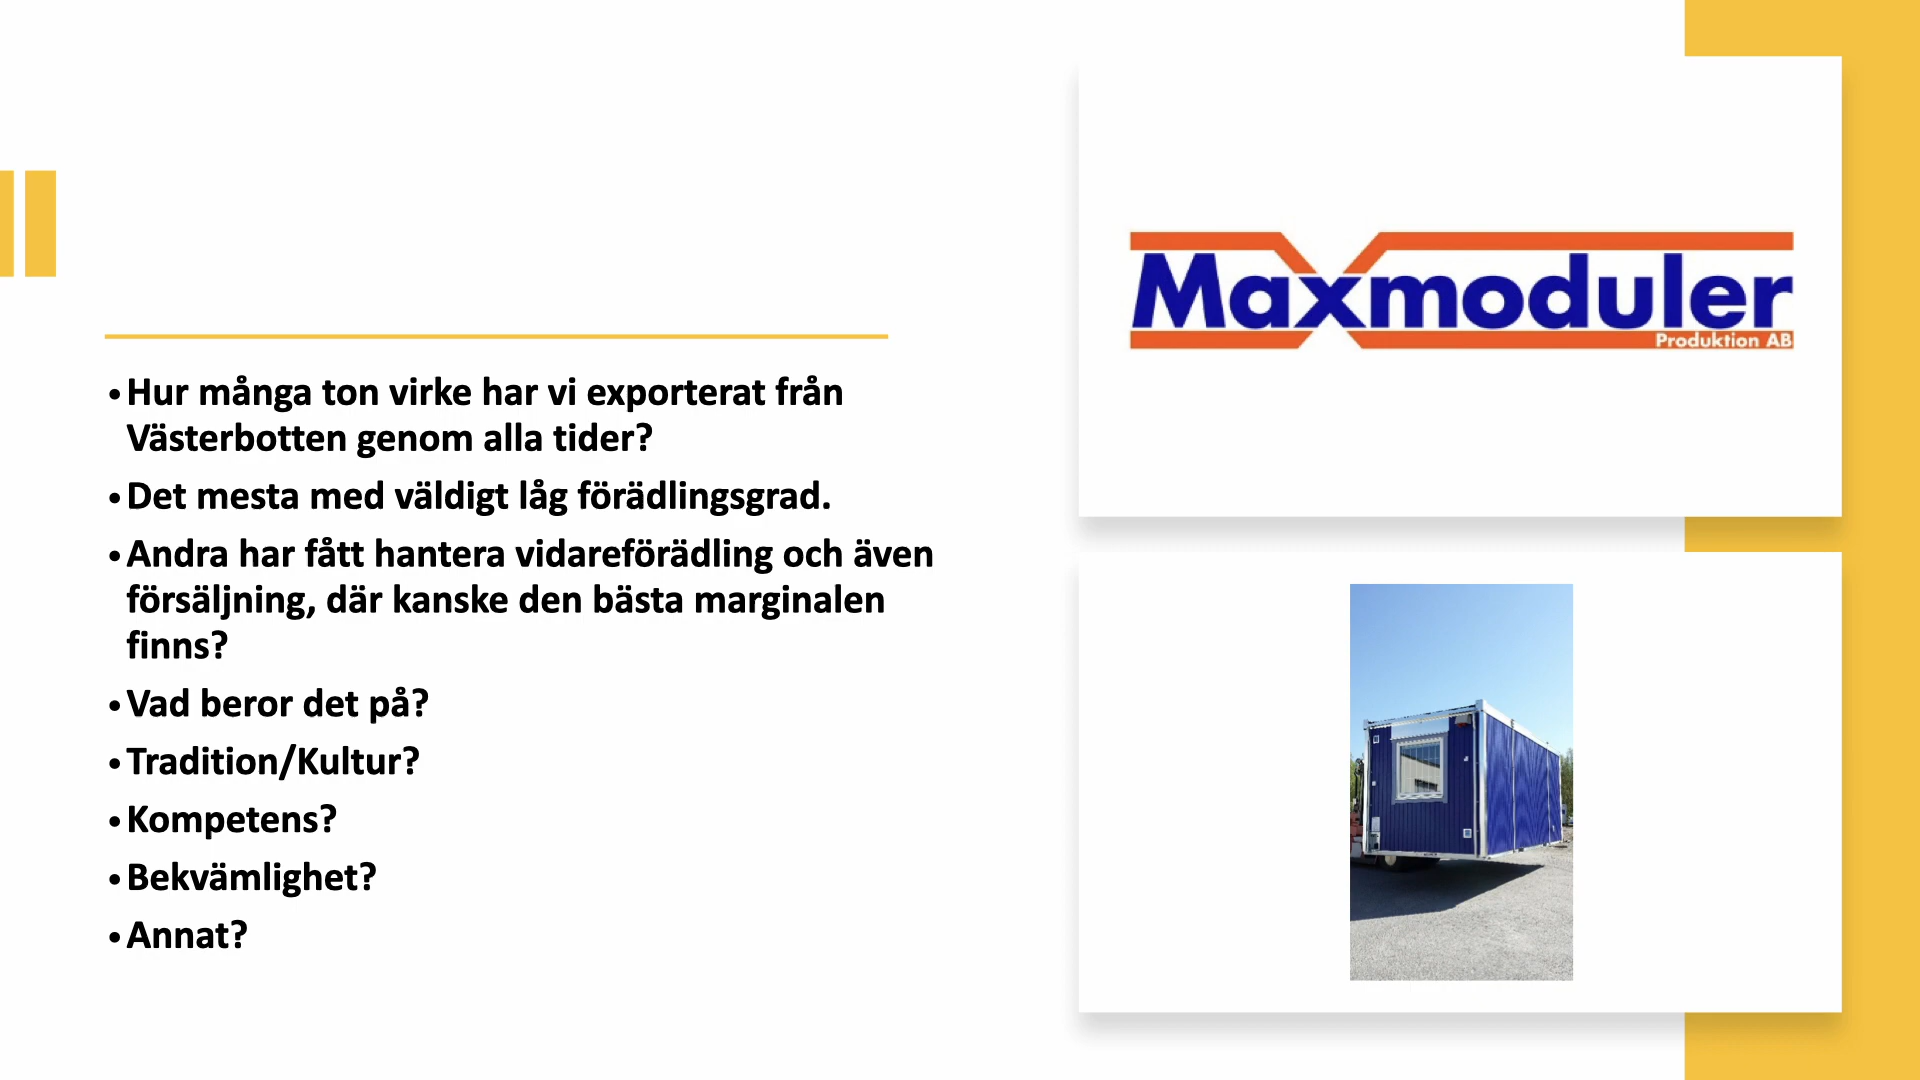 • Hur många ton virke har vi exporterat från
Västerbotten genom alla tider?
• Det mesta med väldigt låg förädlingsgrad.
• Andra har fått hantera vidareförädling och även
försäljning, där kanske den bästa marginalen
finns?
• Vad beror det på?
• Tradition/Kultur?
• Kompetens?
• Bekvämlighet?
• Annat?
Maxmoduler
Produktion AB